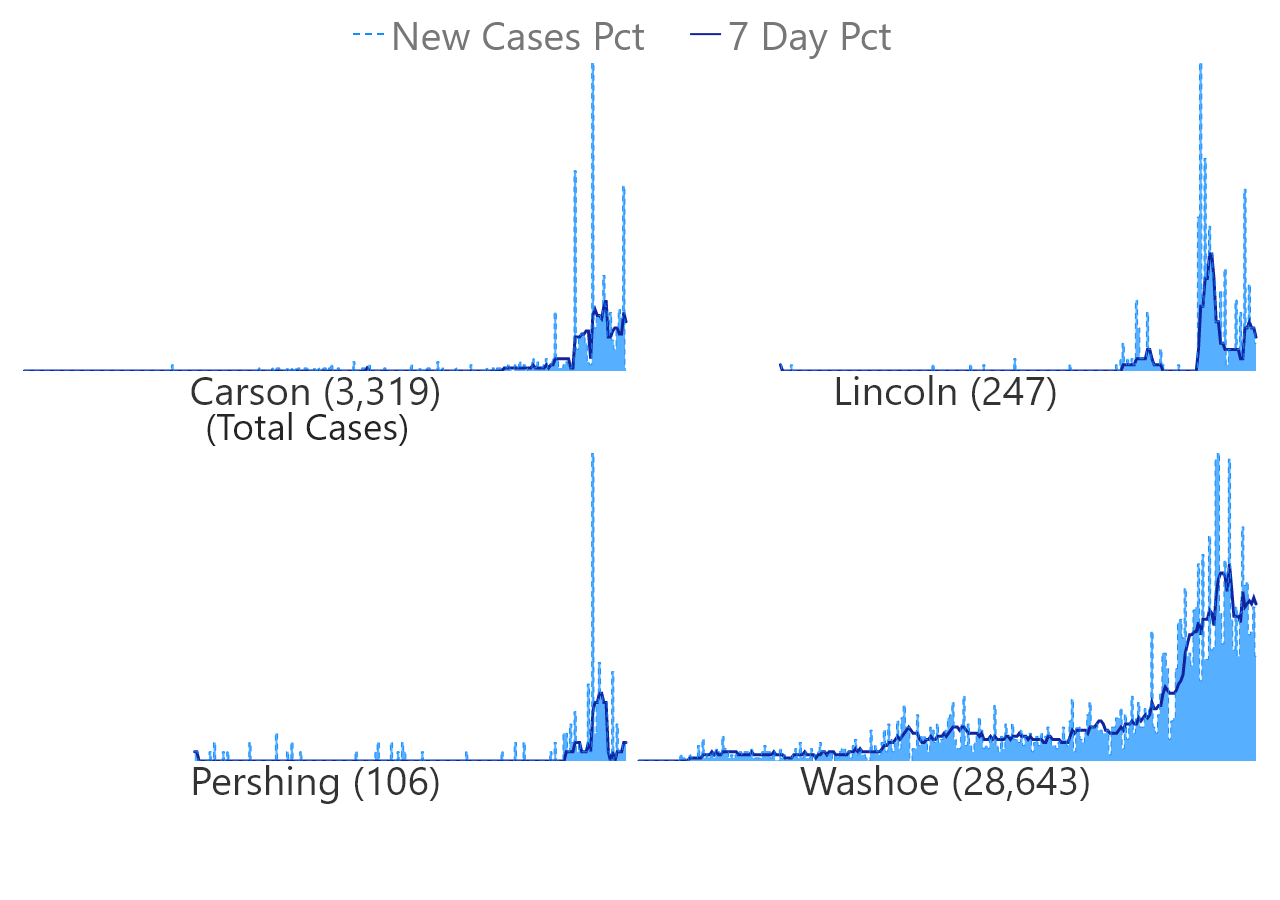 New Cases Pct 7 Day Pct
Carson (3,319) Lincoln (247)
(Total Cases)
Pershing (106) Washoe (28,643)